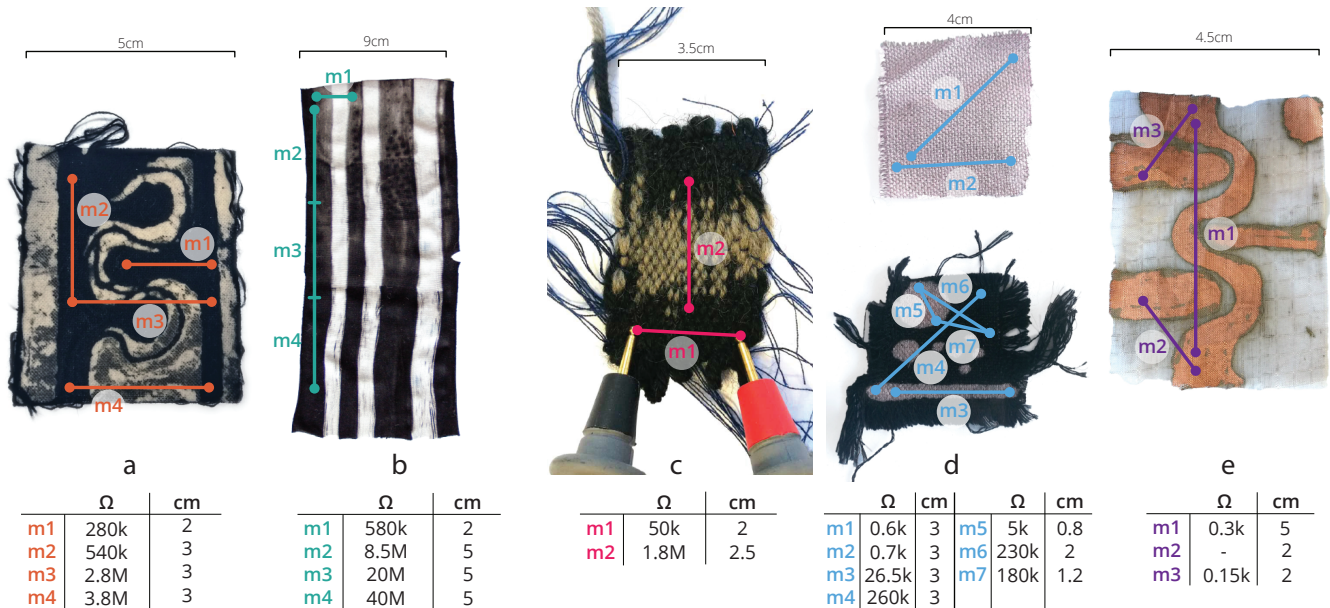 5cm
9cm
3.5cm
4cm
4.5cm
m2
m1
m3
m4
a
m1
m2
m3
m4
b
m2
m1
c
m1
m2
m6
m5
m7
m4
m3
d
m3
m1
m2
e
Ω cm
m1 280k 2
m2 540k 3
m3 2.8M 3
m4 3.8M 3
Ω cm
m1 580k 2
m2 8.5M 5
m3 20M 5
m4 40M 5
Ω cm
m1 50k 2
m2 1.8M 2.5
Ω cm Ω cm
m1 0.6k 3 m5 5k 0.8
m2 0.7k 3 m6 230k 2
m3 26.5k 3 m7 180k 1.2
m4 260k 3
Ω cm
m1 0.3k 5
m2 - 2
m3 0.15k 2